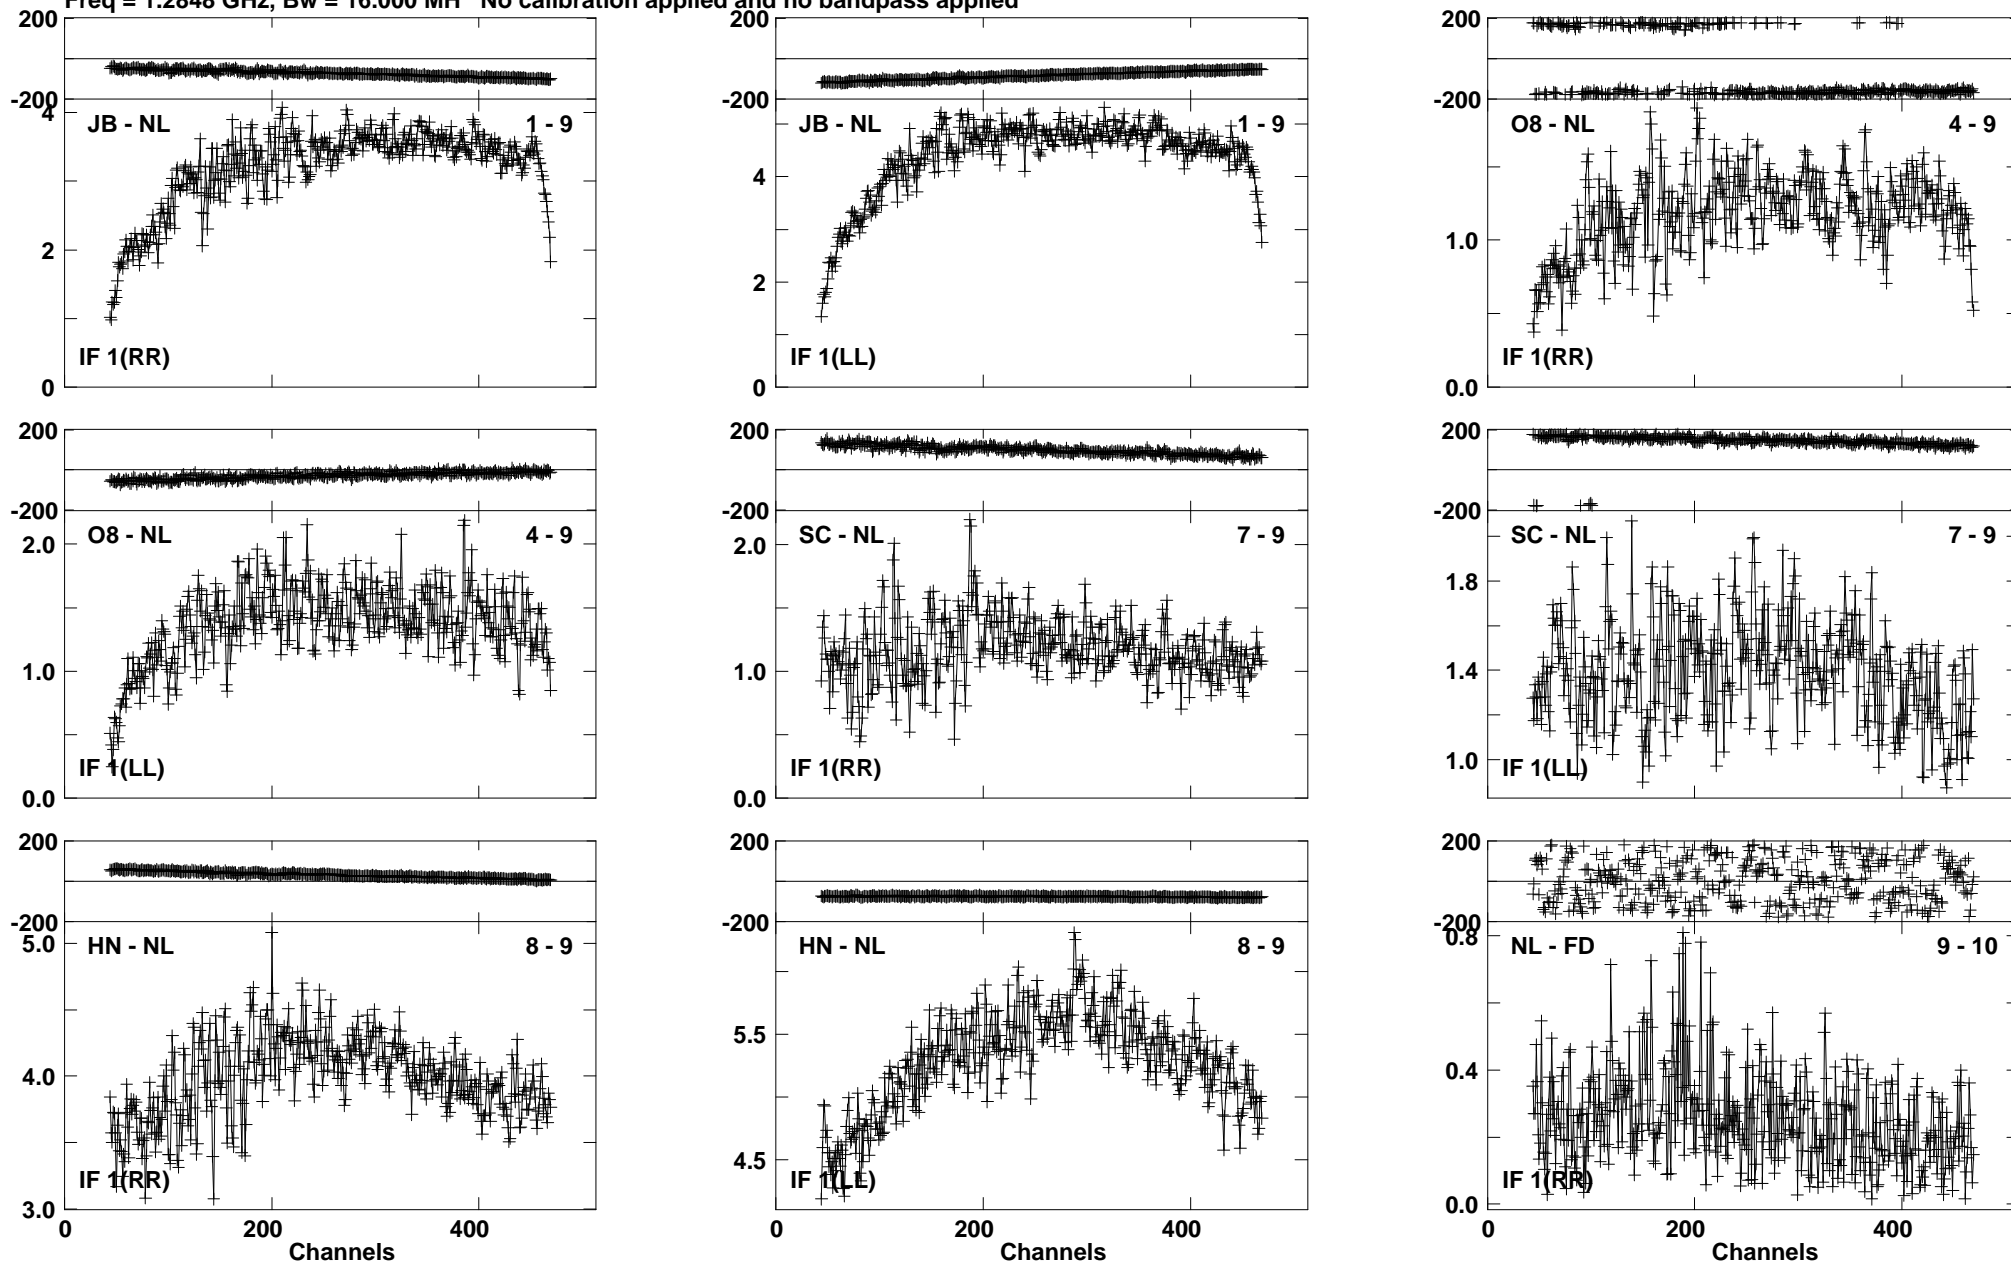 Freq = 1.2848 GHz, Bw = 16.000 MH No calibration applied and no bandpass applied
200
-200
4
2
0
JB - NL
1 - 9
IF 1(RR)
200
-200
4
2
0
JB - NL
1 - 9
IF 1(LL)
200
-200
1.0
0.0
O8 - NL
4 - 9
IF 1(RR)
200
-200
2.0
1.0
0.0
O8 - NL
4 - 9
IF 1(LL)
200
-200
2.0
1.0
0.0
SC - NL
7 - 9
IF 1(RR)
200
-200
1.8
1.4
1.0
SC - NL
7 - 9
IF 1(LL)
200
-200
5.0
4.0
3.0
HN - NL
8 - 9
IF 1(RR)
0
200
400
Channels
200
-200
5.5
4.5
HN - NL
8 - 9
IF 1(LL)
0
200
400
Channels
200
-200
0.8
0.4
0.0
NL - FD
9 - 10
IF 1(RR)
0
200
400
Channels